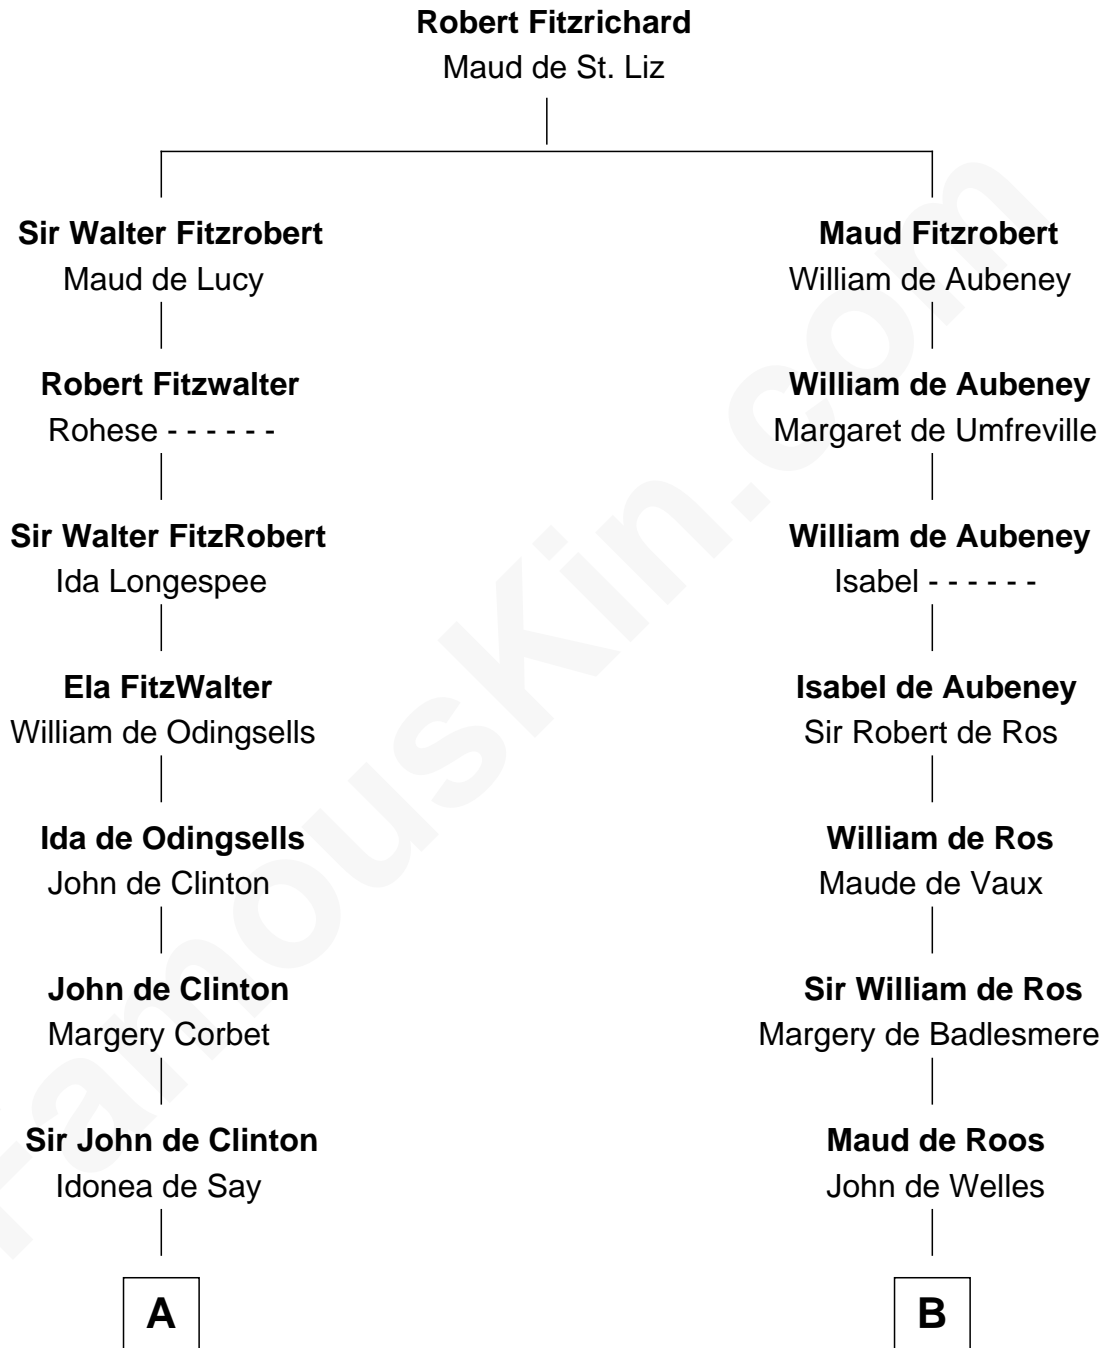 Robert Fitzrichard
Maud de St. Liz
Sir Walter Fitzrobert
Maud de Lucy
Maud Fitzrobert
William de Aubeney
Robert Fitzwalter
Rohese - - - - - -
William de Aubeney
Margaret de Umfreville
Sir Walter FitzRobert
Ida Longespee
William de Aubeney
Isabel - - - - - -
Ela FitzWalter
William de Odingsells
Isabel de Aubeney
Sir Robert de Ros
Ida de Odingsells
John de Clinton
William de Ros
Maude de Vaux
John de Clinton
Margery Corbet
Sir William de Ros
Margery de Badlesmere
Sir John de Clinton
Idonea de Say
Maud de Roos
John de Welles
A
B
FamousKin.com